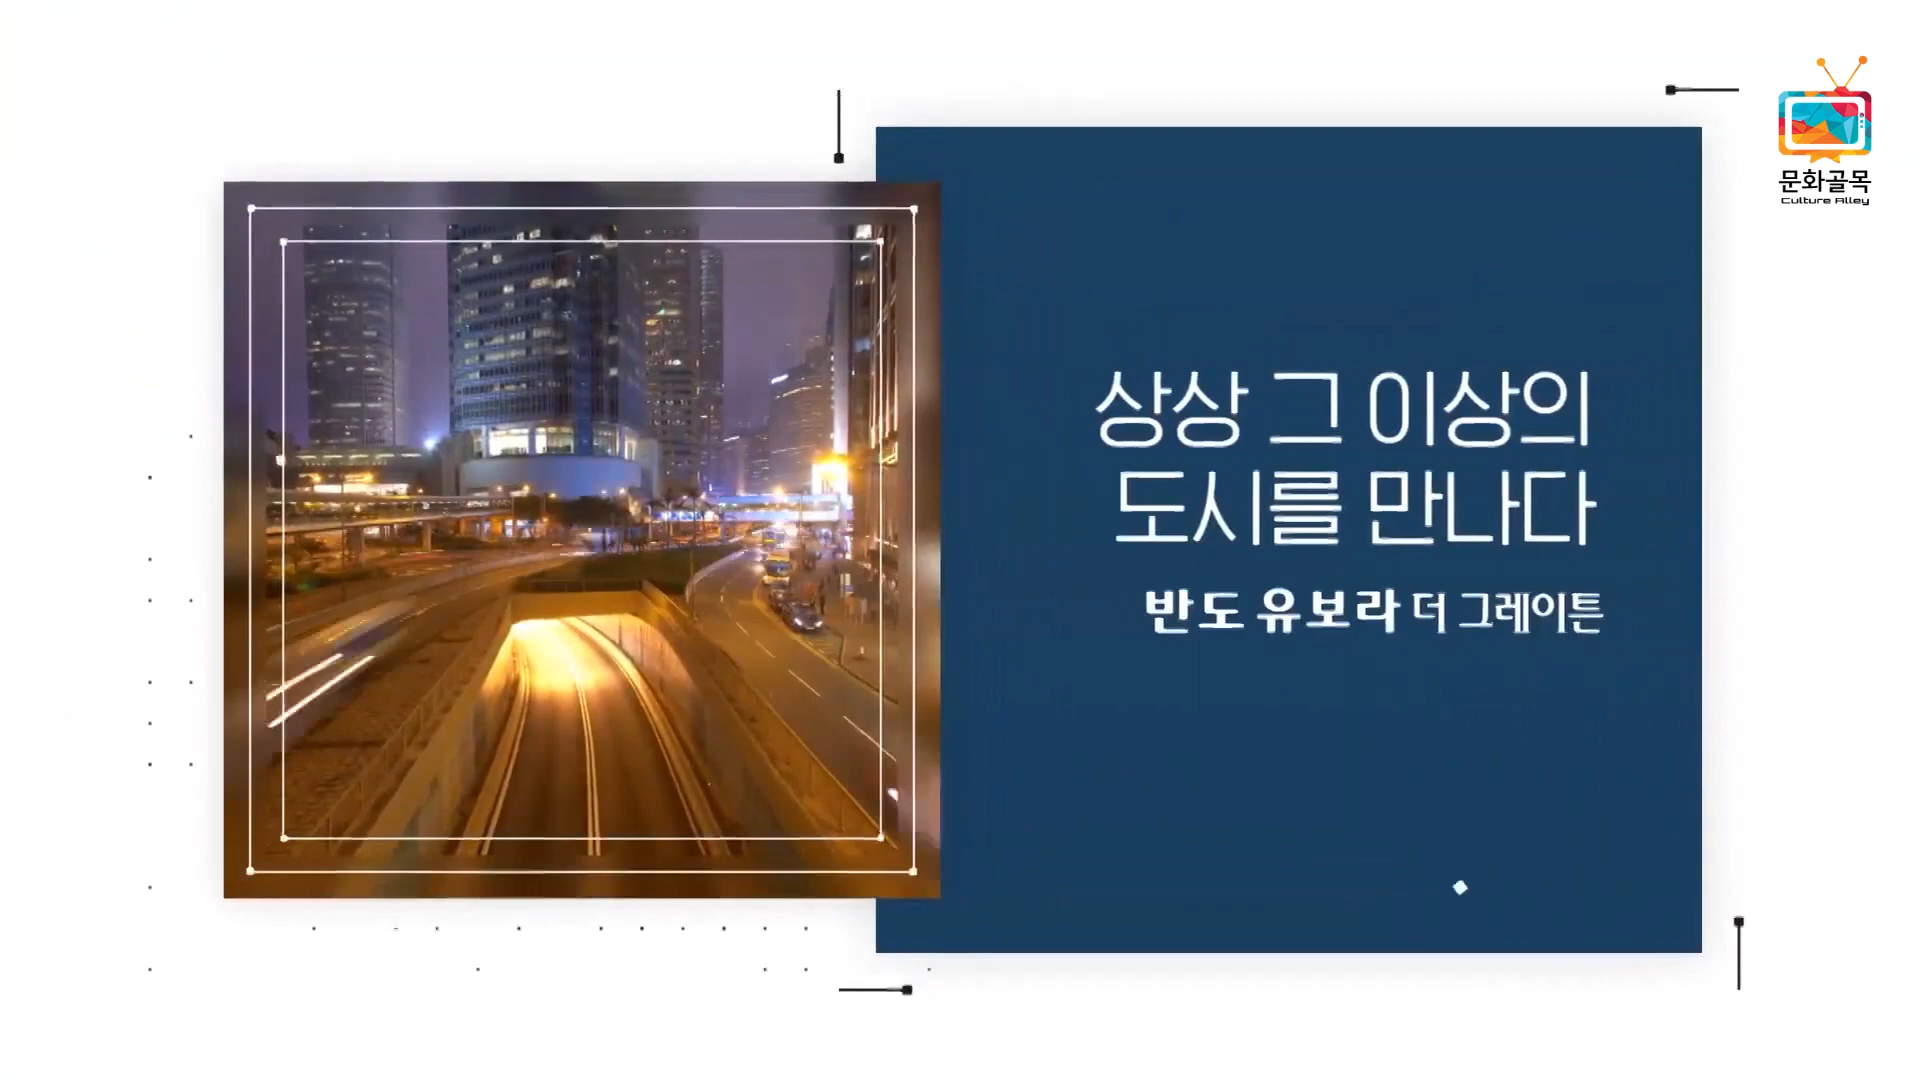 문화골목
Culture Alley
상상 그 이상의
도시를 만나다
반도 유보라 더 그레이튼